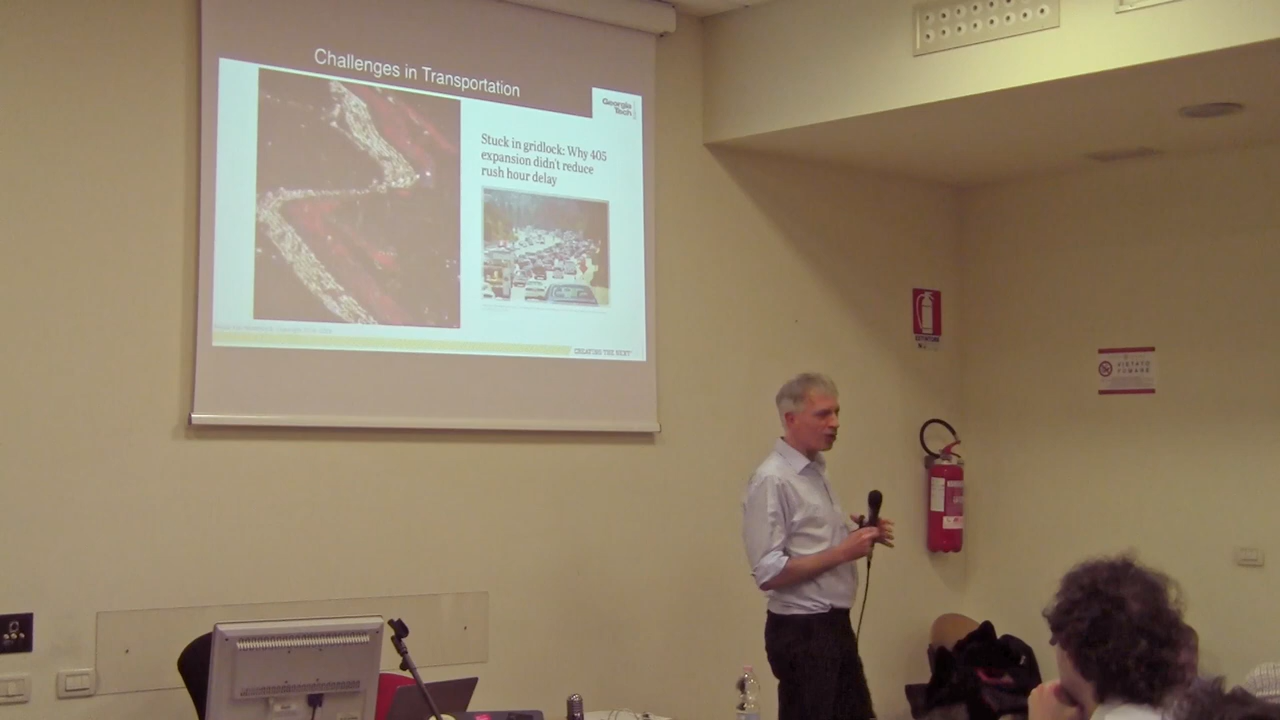 Challenges in Transportation
Georgia
Tech
Stuck in gridlock: Why 405
expansion didn't reduce
rush hour delay
CREATING THE NEXT
ESTINTORE
VIETATO
FUMARE